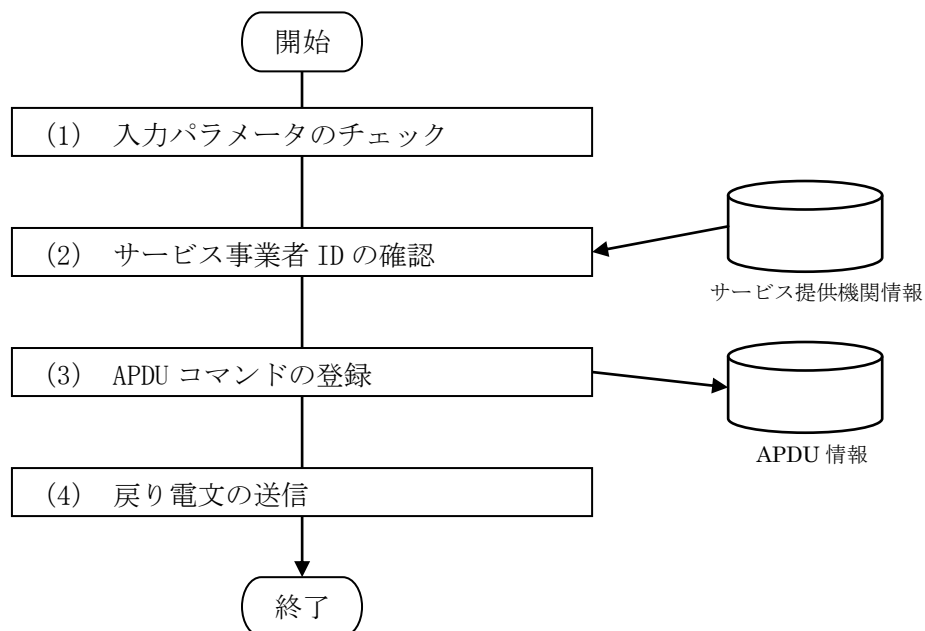 開始
(1) 入力パラメータのチェック
(2) サービス事業者 ID の確認
サービス提供機関情報
(3) APDU コマンドの登録
APDU 情報
(4) 戻り電文の送信
終了